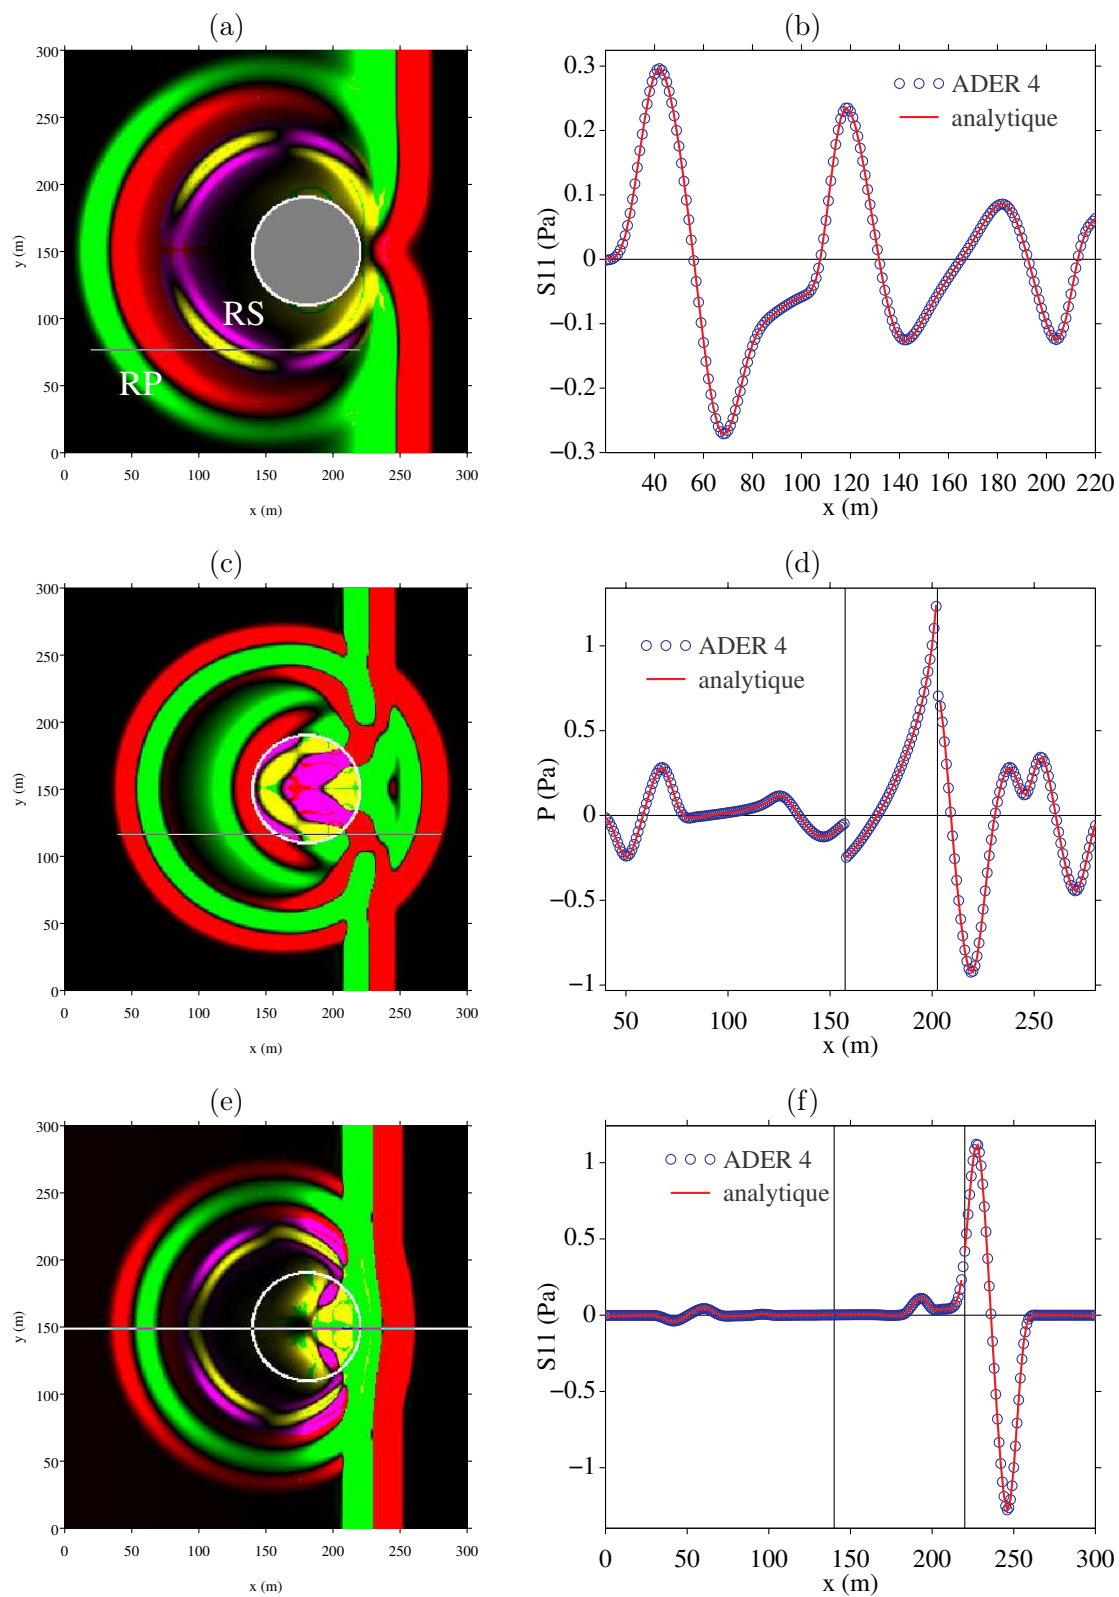 (a)
300
250
200
150
100
50
0
y (m)
RS
RP
0 50 100 150 200 250 300
x (m)
(b)
0.3
0.2
0.1
0
−0.1
−0.2
−0.3
S11 (Pa)
ADER 4
analytique
40 60 80 100 120 140 160 180 200 220
x (m)
(c)
300
250
200
150
100
50
0
y (m)
0 50 100 150 200 250 300
x (m)
(d)
1
0.5
0
−0.5
−1
P (Pa)
ADER 4
analytique
50 100 150 200 250
x (m)
(e)
300
250
200
150
100
50
0
y (m)
0 50 100 150 200 250 300
x (m)
(f)
1
0.5
0
−0.5
−1
S11 (Pa)
ADER 4
analytique
0 50 100 150 200 250 300
x (m)